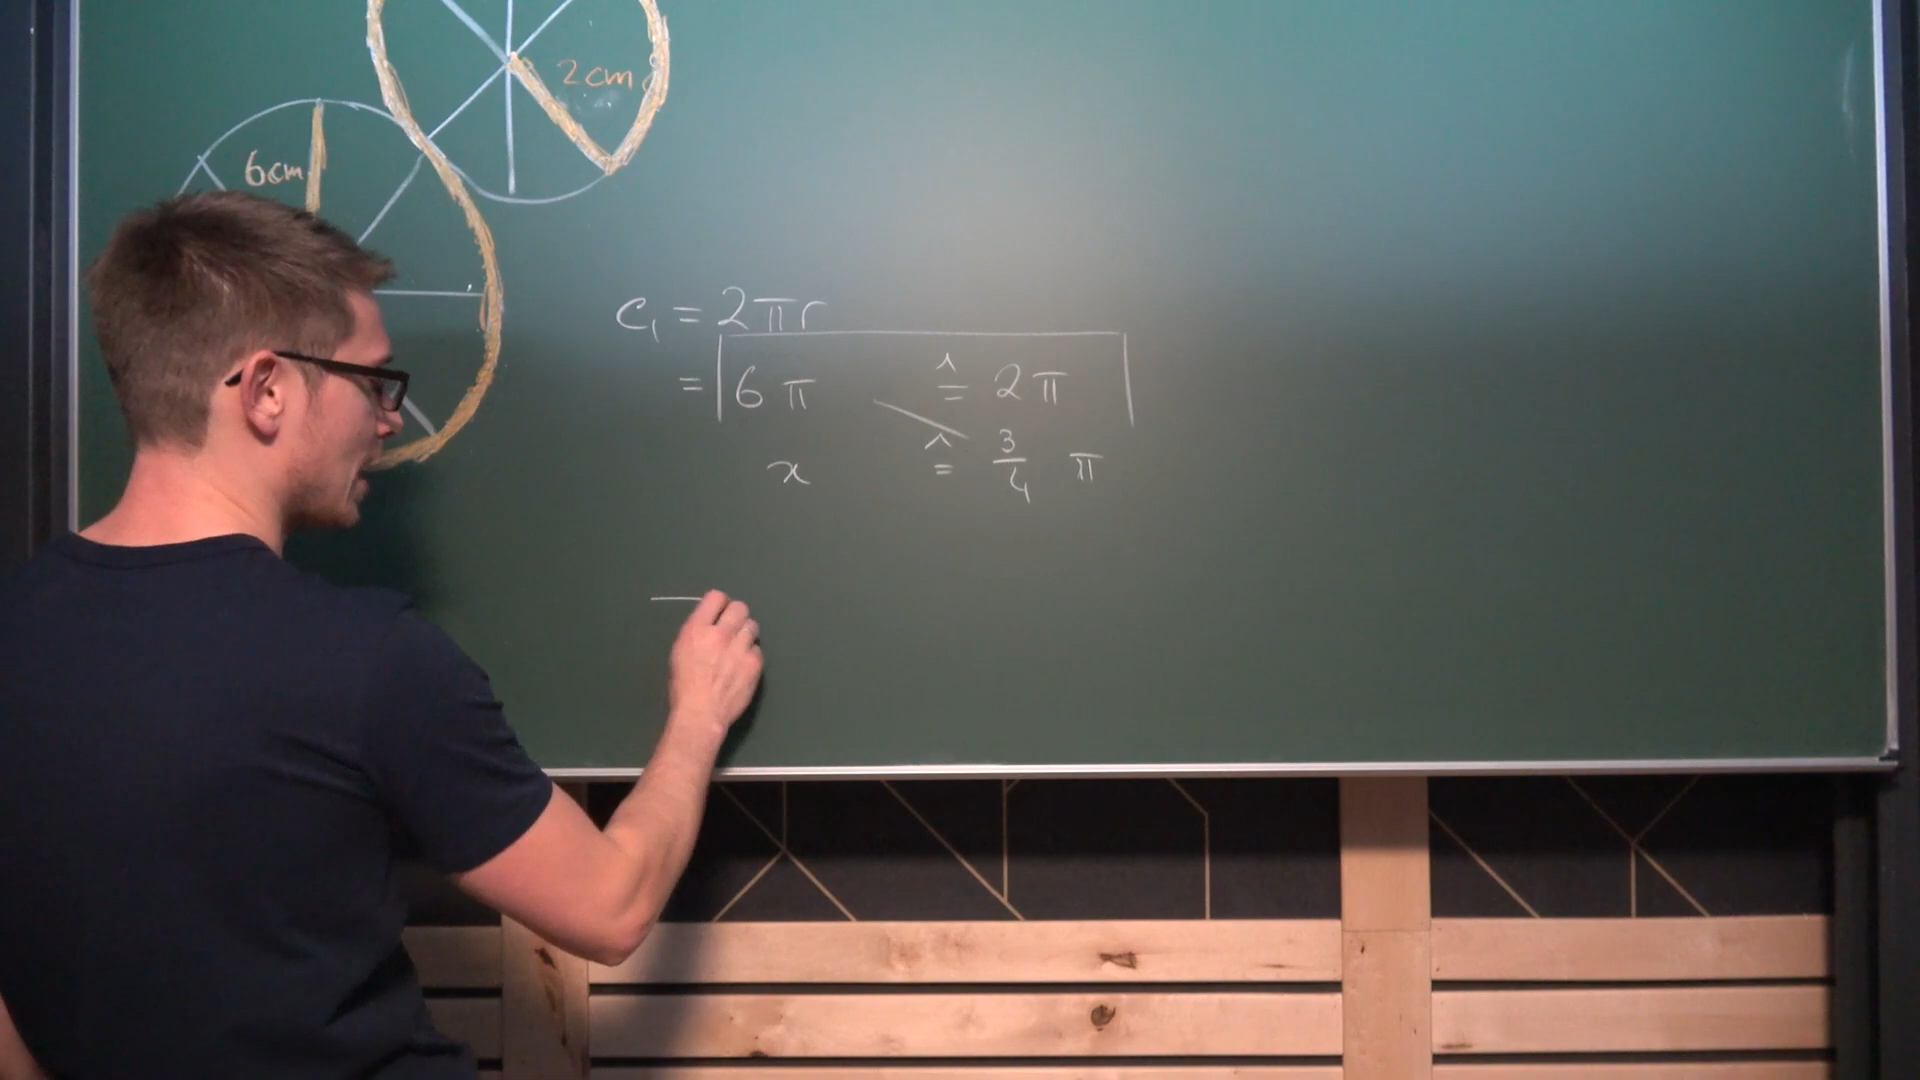 2cm
6cm
c₁ = 2πr
= 6π ≙ 2π
x ≙ 3/4 π